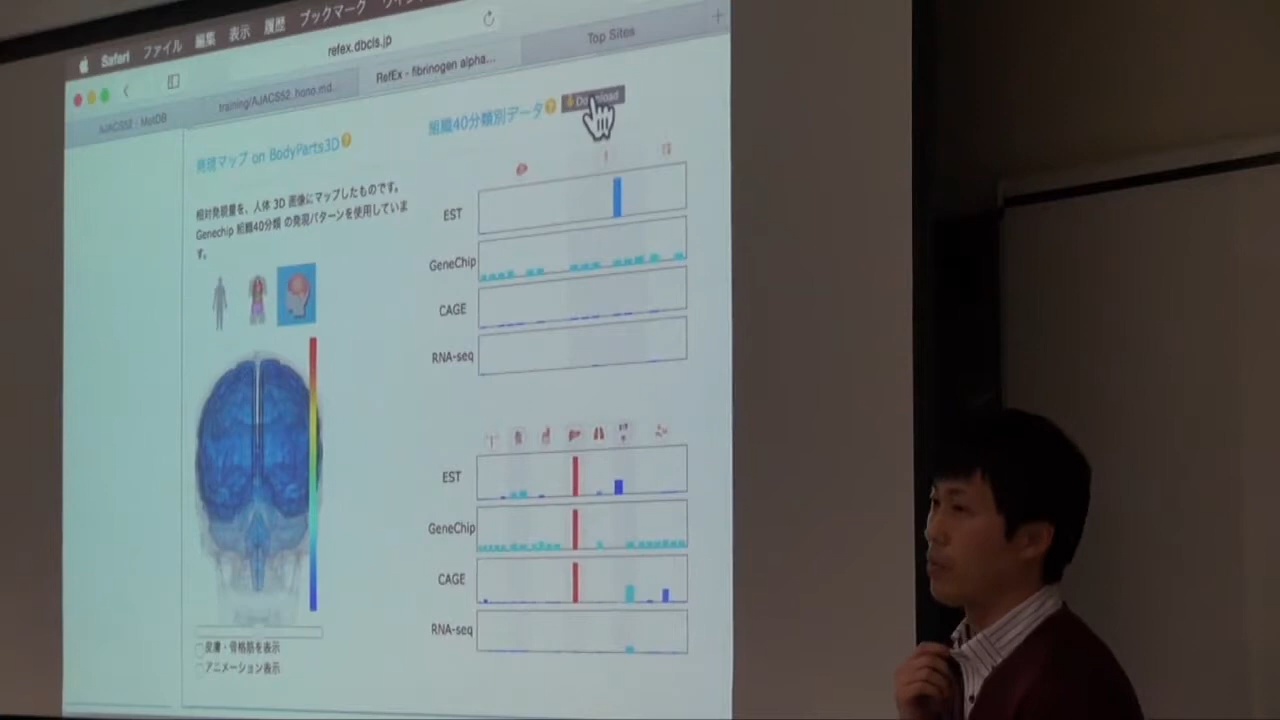 Safari ファイル 編集 表示 履歴 ブックマーク
refex.dbcls.jp
AJACS52 : MotDB
training/AJACS52_hono.md...
RefEx - fibrinogen alpha...
Top Sites
発現マップ on BodyParts3D
相対発現量を、人体 3D 画像にマップしたものです。
Genechip 組織40分類 の発現パターンを使用していま
す。
皮膚・骨格筋を表示
アニメーション表示
組織40分類別データ
EST
GeneChip
CAGE
RNA-seq
EST
GeneChip
CAGE
RNA-seq